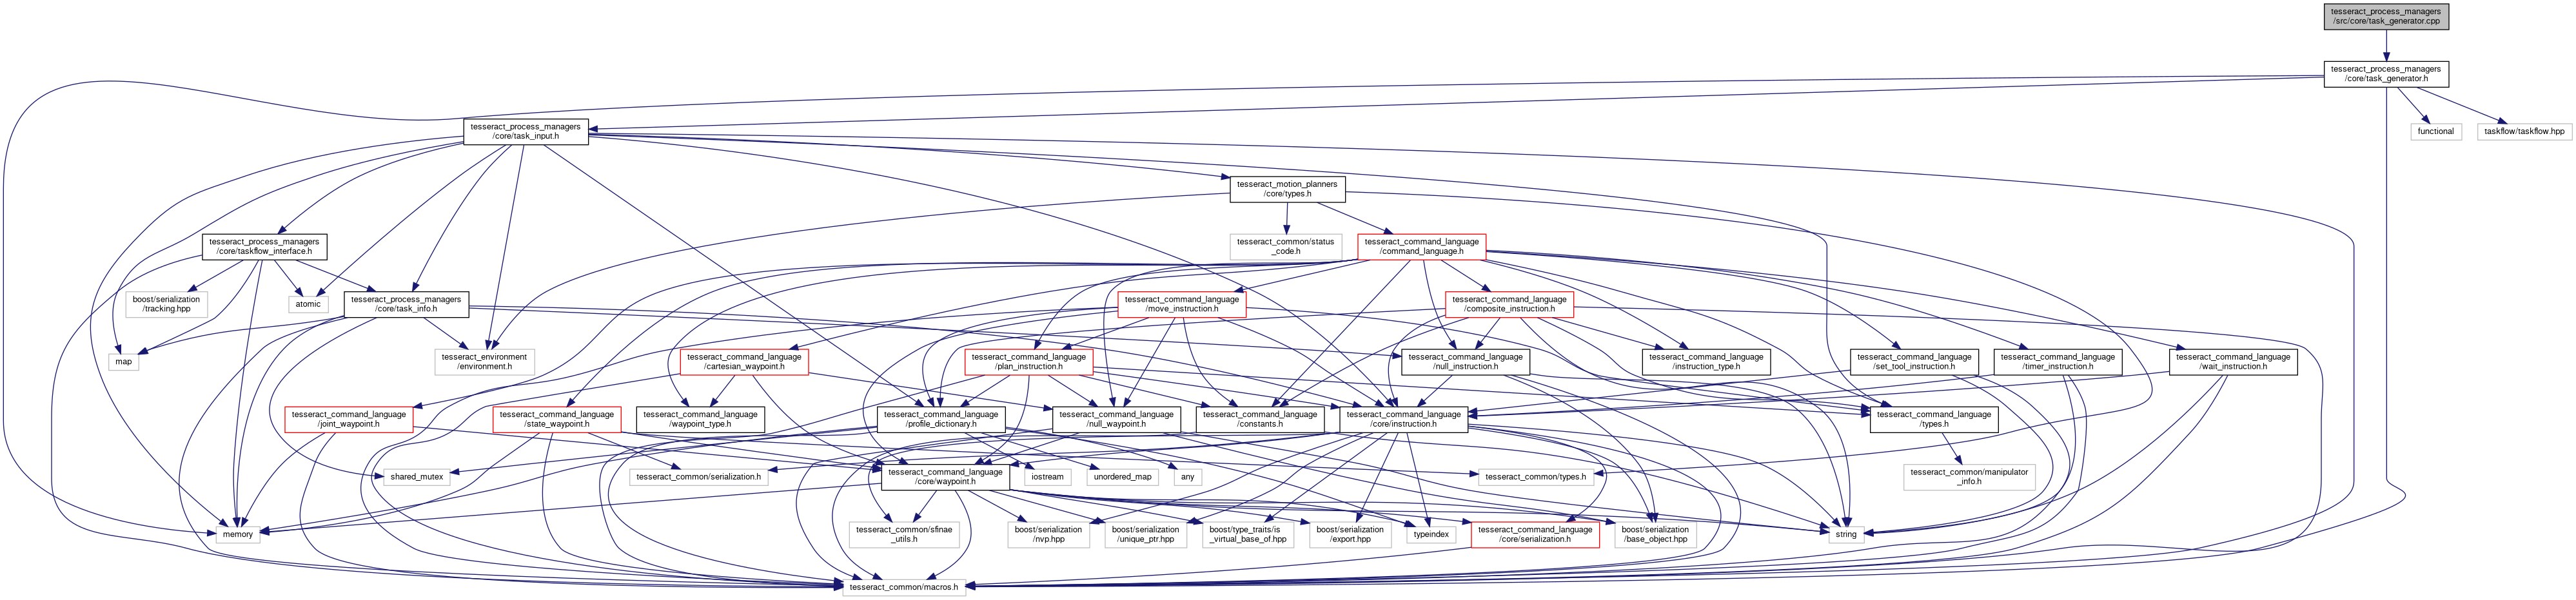 tesseract_process_managers
/src/core/task_generator.cpp
tesseract_process_managers
/core/task_generator.h
tesseract_process_managers
/core/task_input.h
functional
taskflow/taskflow.hpp
tesseract_motion_planners
/core/types.h
tesseract_process_managers
/core/taskflow_interface.h
tesseract_common/status
_code.h
tesseract_command_language
/command_language.h
boost/serialization
/tracking.hpp
atomic
tesseract_process_managers
/core/task_info.h
tesseract_command_language
/move_instruction.h
tesseract_command_language
/composite_instruction.h
map
tesseract_environment
/environment.h
tesseract_command_language
/cartesian_waypoint.h
tesseract_command_language
/plan_instruction.h
tesseract_command_language
/null_instruction.h
tesseract_command_language
/instruction_type.h
tesseract_command_language
/set_tool_instruction.h
tesseract_command_language
/timer_instruction.h
tesseract_command_language
/wait_instruction.h
tesseract_command_language
/joint_waypoint.h
tesseract_command_language
/state_waypoint.h
tesseract_command_language
/waypoint_type.h
tesseract_command_language
/profile_dictionary.h
tesseract_command_language
/null_waypoint.h
tesseract_command_language
/constants.h
tesseract_command_language
/core/instruction.h
tesseract_command_language
/types.h
shared_mutex
tesseract_common/serialization.h
tesseract_command_language
/core/waypoint.h
iostream
unordered_map
any
tesseract_common/types.h
tesseract_common/manipulator
_info.h
memory
tesseract_common/sfinae
_utils.h
boost/serialization
/nvp.hpp
boost/serialization
/unique_ptr.hpp
boost/type_traits/is
_virtual_base_of.hpp
boost/serialization
/export.hpp
typeindex
tesseract_command_language
/core/serialization.h
boost/serialization
/base_object.hpp
string
tesseract_common/macros.h